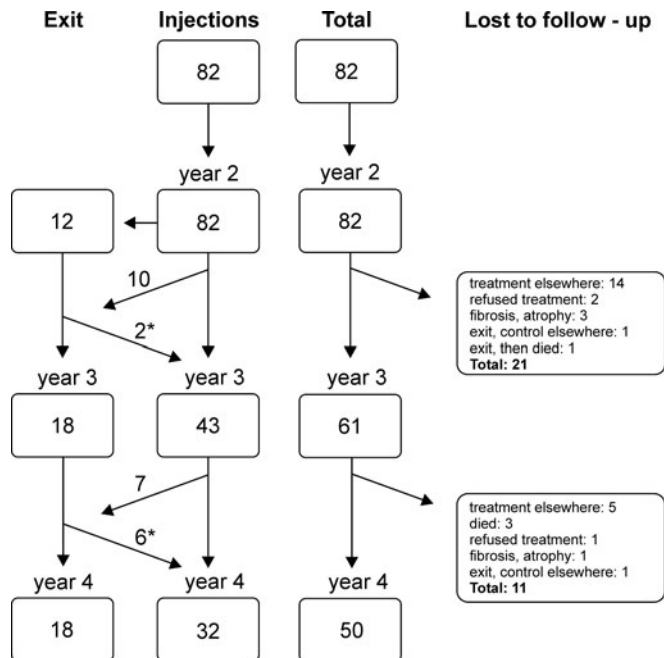 Exit Injections Total Lost to follow - up
82 82
year 2 year 2
12 82 82
10
2*
treatment elsewhere: 14
refused treatment: 2
fibrosis, atrophy: 3
exit, control elsewhere: 1
exit, then died: 1
Total: 21
year 3 year 3 year 3
18 43 61
7
6*
treatment elsewhere: 5
died: 3
refused treatment: 1
fibrosis, atrophy: 1
exit, control elsewhere: 1
Total: 11
year 4 year 4 year 4
18 32 50